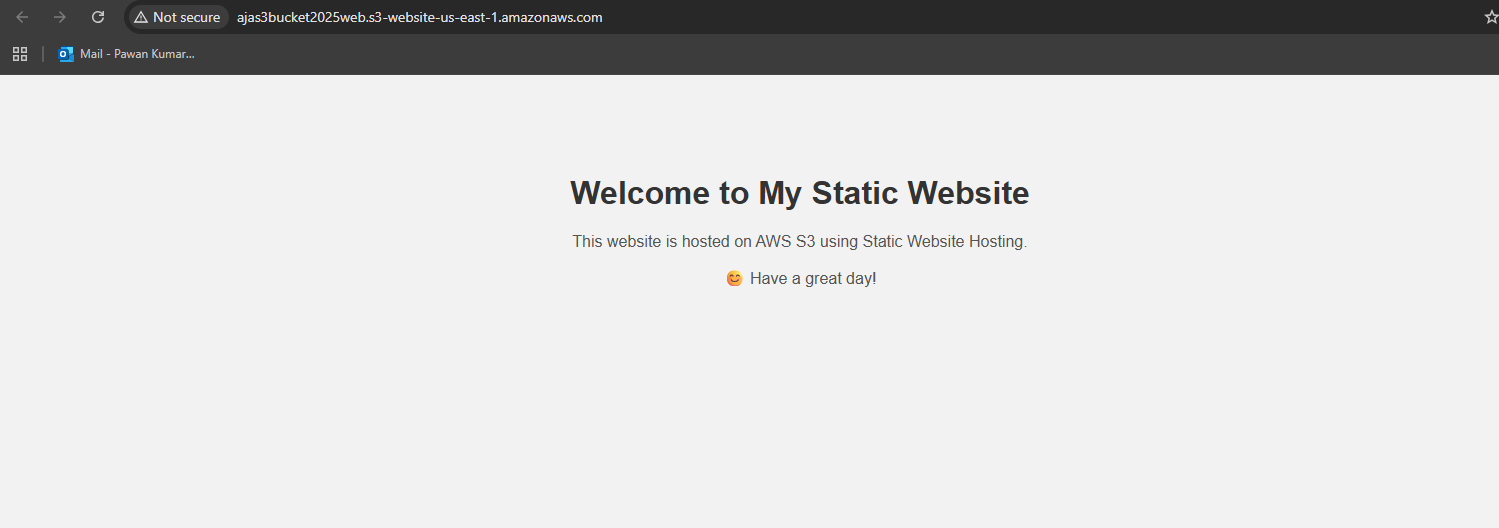 Not secure ajas3bucket2025web.s3-website-us-east-1.amazonaws.com
Mail - Pawan Kumar...
Welcome to My Static Website
This website is hosted on AWS S3 using Static Website Hosting.
😊 Have a great day!